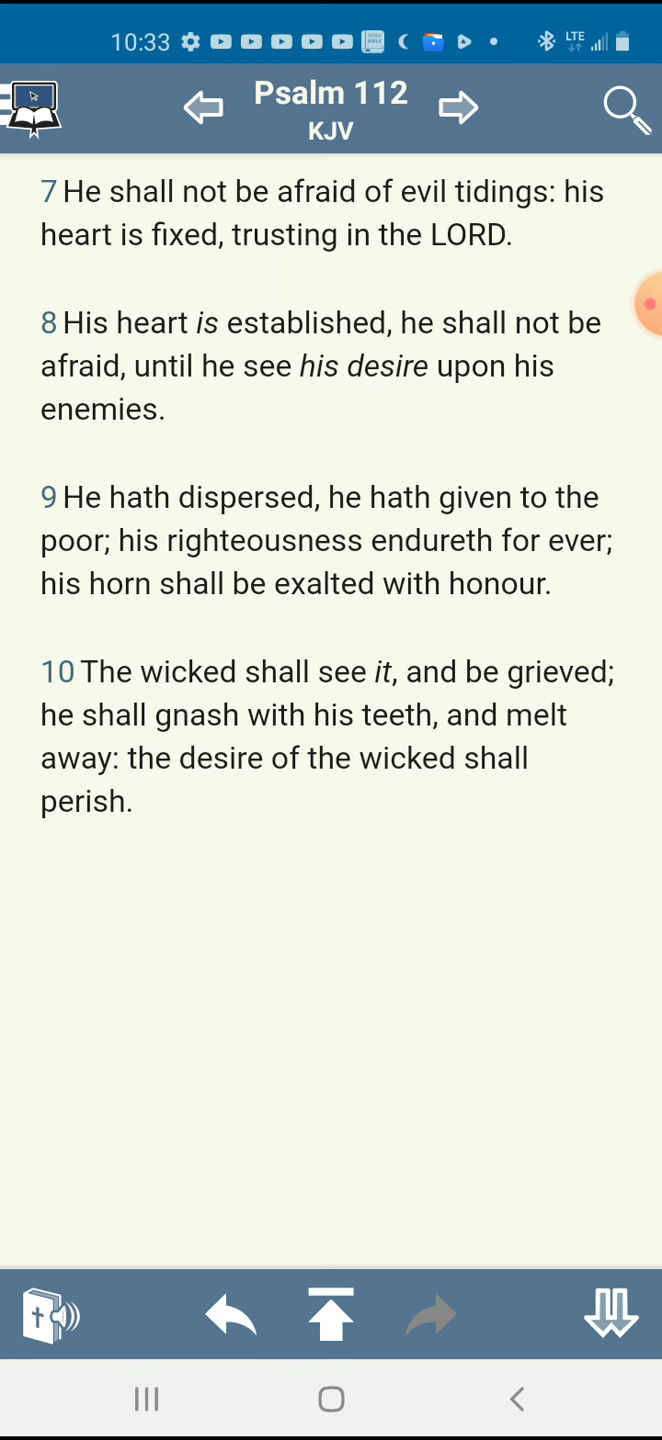 10:33 LTE
Psalm 112
KJV
7 He shall not be afraid of evil tidings: his
heart is fixed, trusting in the LORD.
8 His heart is established, he shall not be
afraid, until he see his desire upon his
enemies.
9 He hath dispersed, he hath given to the
poor; his righteousness endureth for ever;
his horn shall be exalted with honour.
10 The wicked shall see it, and be grieved;
he shall gnash with his teeth, and melt
away: the desire of the wicked shall
perish.